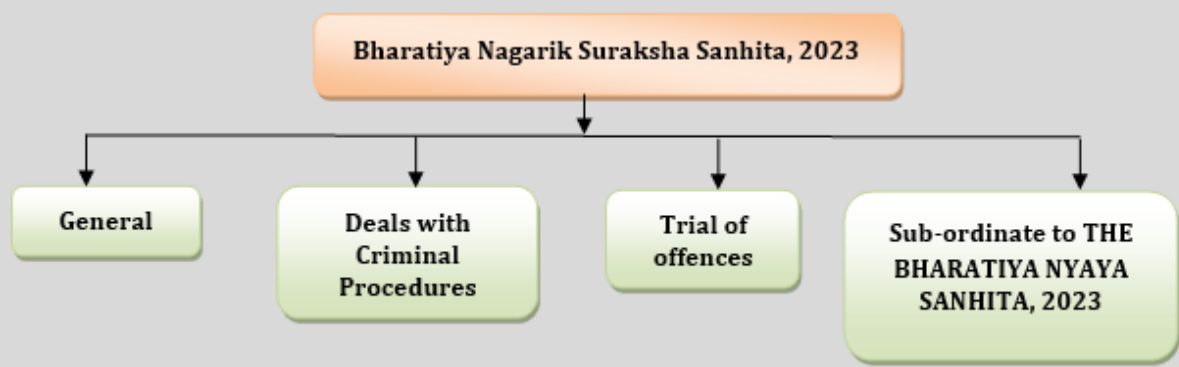 Bharatiya Nagarik Suraksha Sanhita, 2023
General
Deals with
Criminal
Procedures
Trial of
offences
Sub-ordinate to THE
BHARATIYA NYAYA
SANHITA, 2023